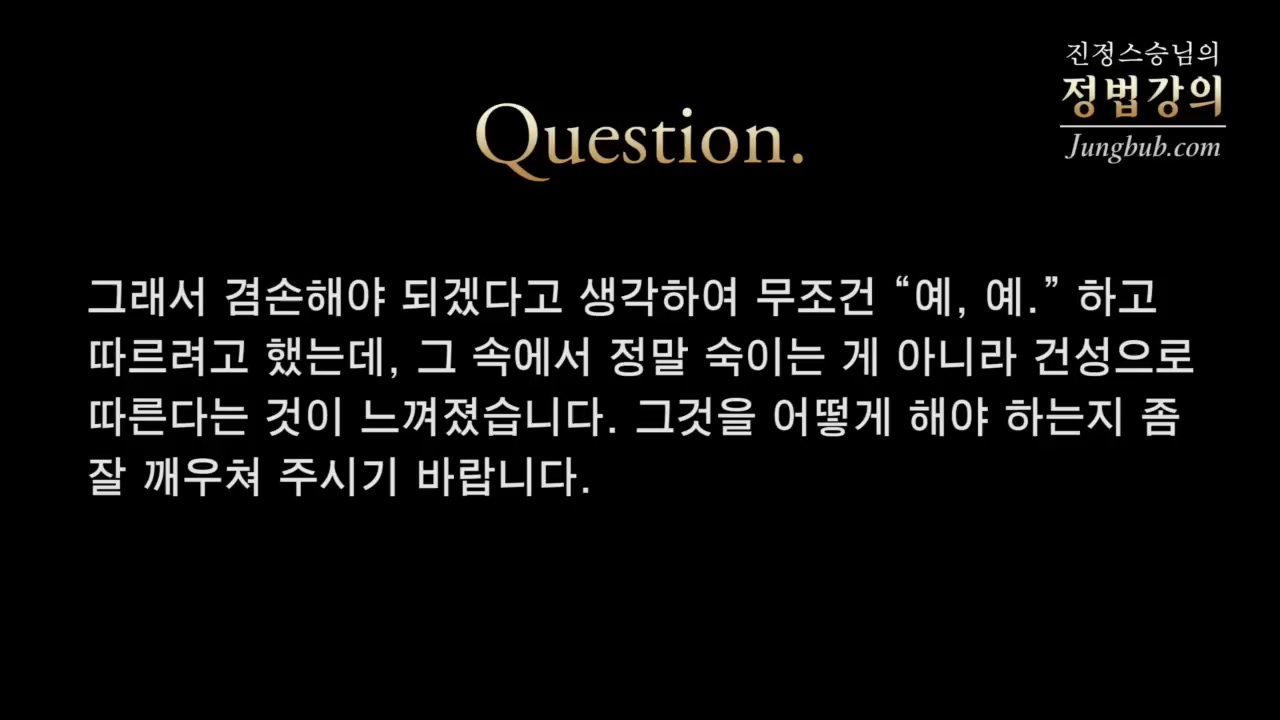 진정스승님의
정법강의
Jungbub.com
Question.
그래서 겸손해야 되겠다고 생각하여 무조건 “예, 예.” 하고
따르려고 했는데, 그 속에서 정말 숙이는 게 아니라 건성으로
따른다는 것이 느껴졌습니다. 그것을 어떻게 해야 하는지 좀
잘 깨우쳐 주시기 바랍니다.